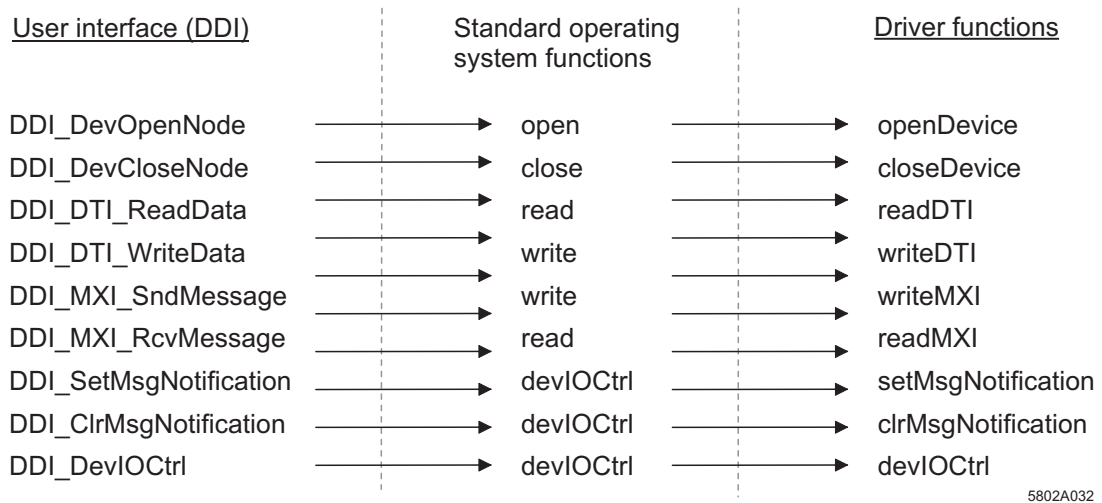 User interface (DDI) Standard operating system functions Driver functions
DDI_DevOpenNode open openDevice
DDI_DevCloseNode close closeDevice
DDI_DTI_ReadData read readDTI
DDI_DTI_WriteData write writeDTI
DDI_MXI_SndMessage write writeMXI
DDI_MXI_RcvMessage read readMXI
DDI_SetMsgNotification devIOCtrl setMsgNotification
DDI_ClrMsgNotification devIOCtrl clrMsgNotification
DDI_DevIOCtrl devIOCtrl devIOCtrl
5802A032